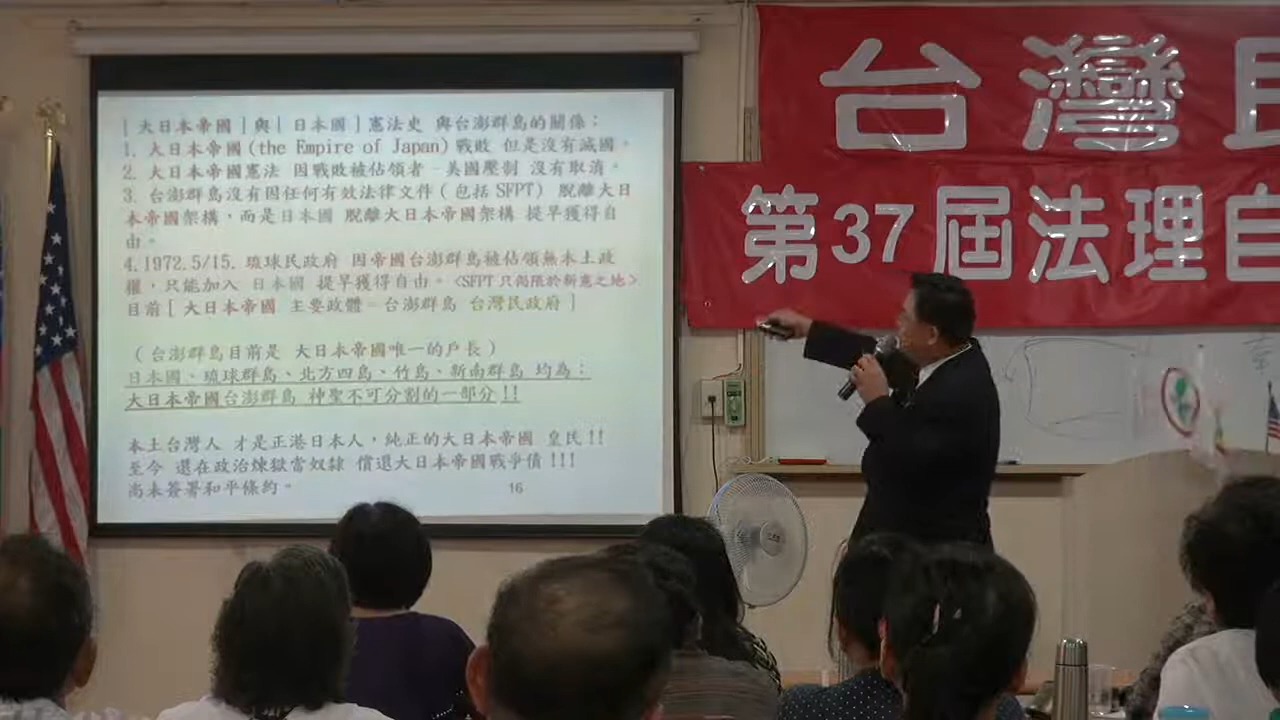 [ 大日本帝國 ]與[ 日本國 ]憲法史 與台澎群島的關係：
1. 大日本帝國(the Empire of Japan)戰敗 但是沒有滅國。
2. 大日本帝國憲法 因戰敗被佔領者－美國壓制 沒有取消。
3. 台澎群島沒有因任何有效法律文件(包括 SFPT) 脫離大日
本帝國架構，而是日本國 脫離大日本帝國架構 提早獲得自
由。
4.1972.5/15. 琉球民政府 因帝國台澎群島被佔領無本土政
權，只能加入 日本國 提早獲得自由。<SFPT 只侷限於新憲之地>
目前[ 大日本帝國 主要政體＝台澎群島 台灣民政府 ]
(台澎群島目前是 大日本帝國唯一的戶長)
日本國、琉球群島、北方四島、竹島、新南群島 均為：
大日本帝國台澎群島 神聖不可分割的一部分!!
本土台灣人 才是正港日本人，純正的大日本帝國 皇民!!
至今 還在政治煉獄當奴隸 償還大日本帝國戰爭債!!!
尚未簽署和平條約。
16
台灣民
第37屆法理自